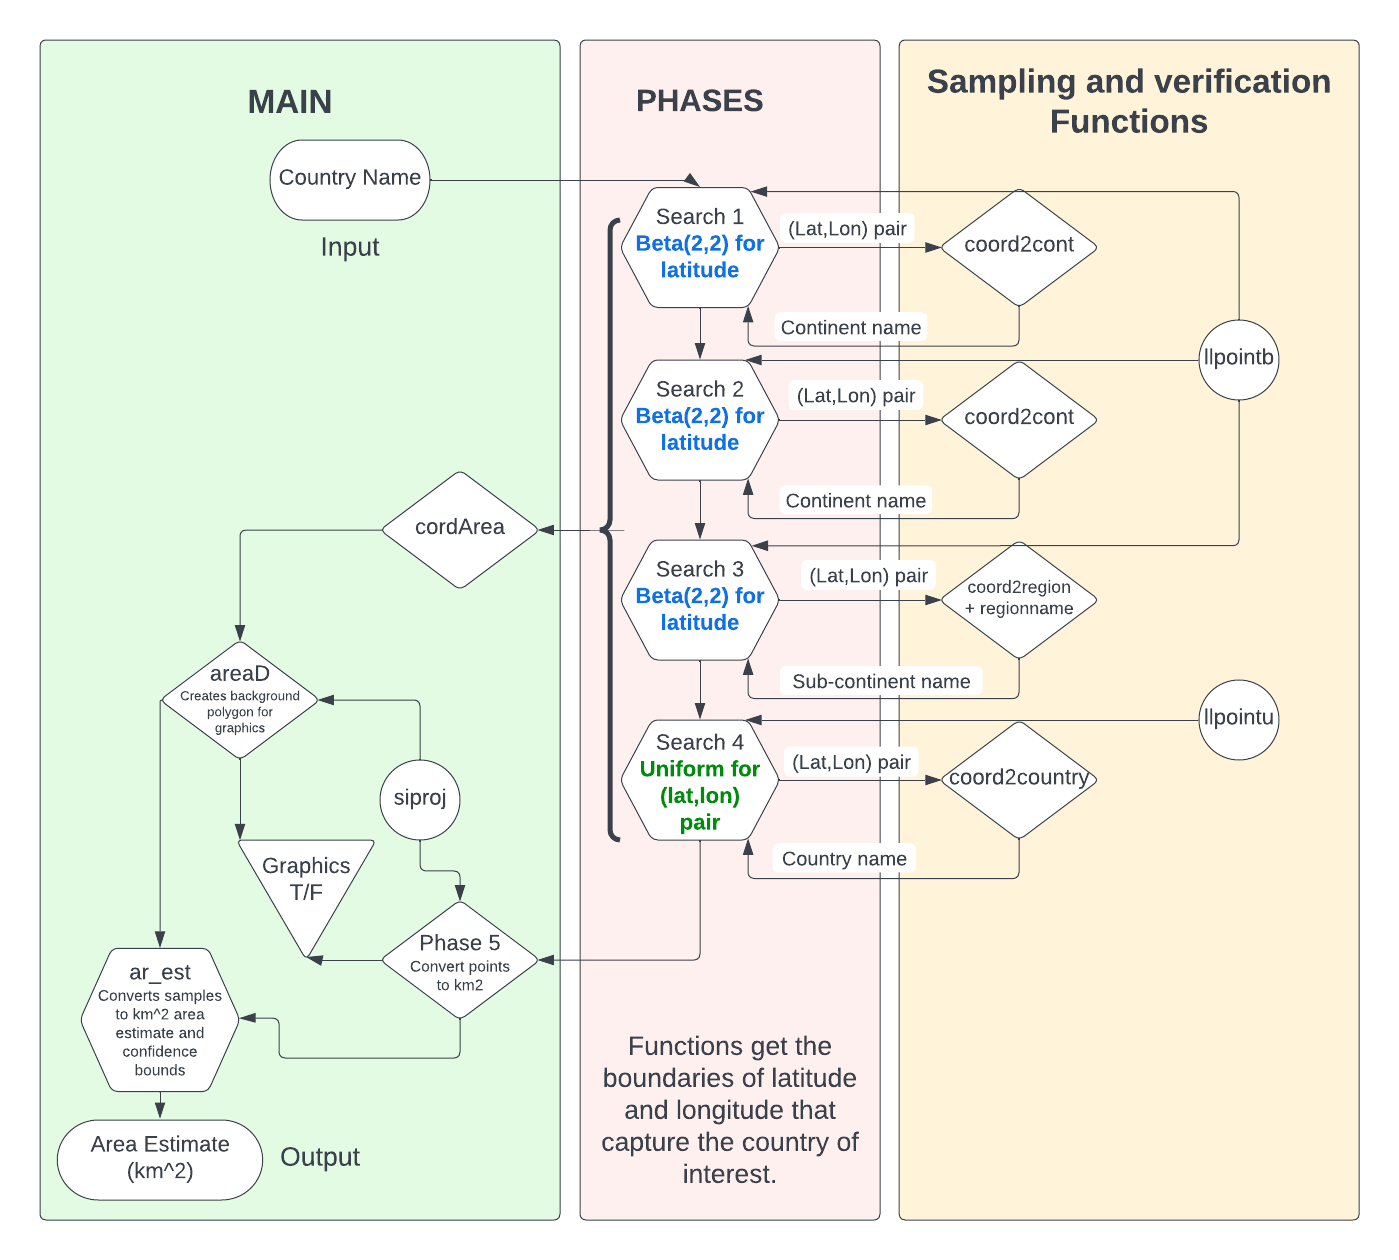 MAIN
Country Name
Input
cordArea
areaD
Creates background
polygon for
graphics
siproj
Graphics
T/F
Phase 5
Convert points
to km2
ar_est
Converts samples
to km^2 area
estimate and
confidence
bounds
Area Estimate
(km^2)
Output
PHASES
Search 1
Beta(2,2) for
latitude
(Lat,Lon) pair
Continent name
Search 2
Beta(2,2) for
latitude
(Lat,Lon) pair
Continent name
Search 3
Beta(2,2) for
latitude
(Lat,Lon) pair
Sub-continent name
Search 4
Uniform for
(lat,lon)
pair
(Lat,Lon) pair
Country name
Functions get the
boundaries of latitude
and longitude that
capture the country of
interest.
Sampling and verification
Functions
coord2cont
llpointb
coord2cont
coord2region
+ regionname
llpointu
coord2country